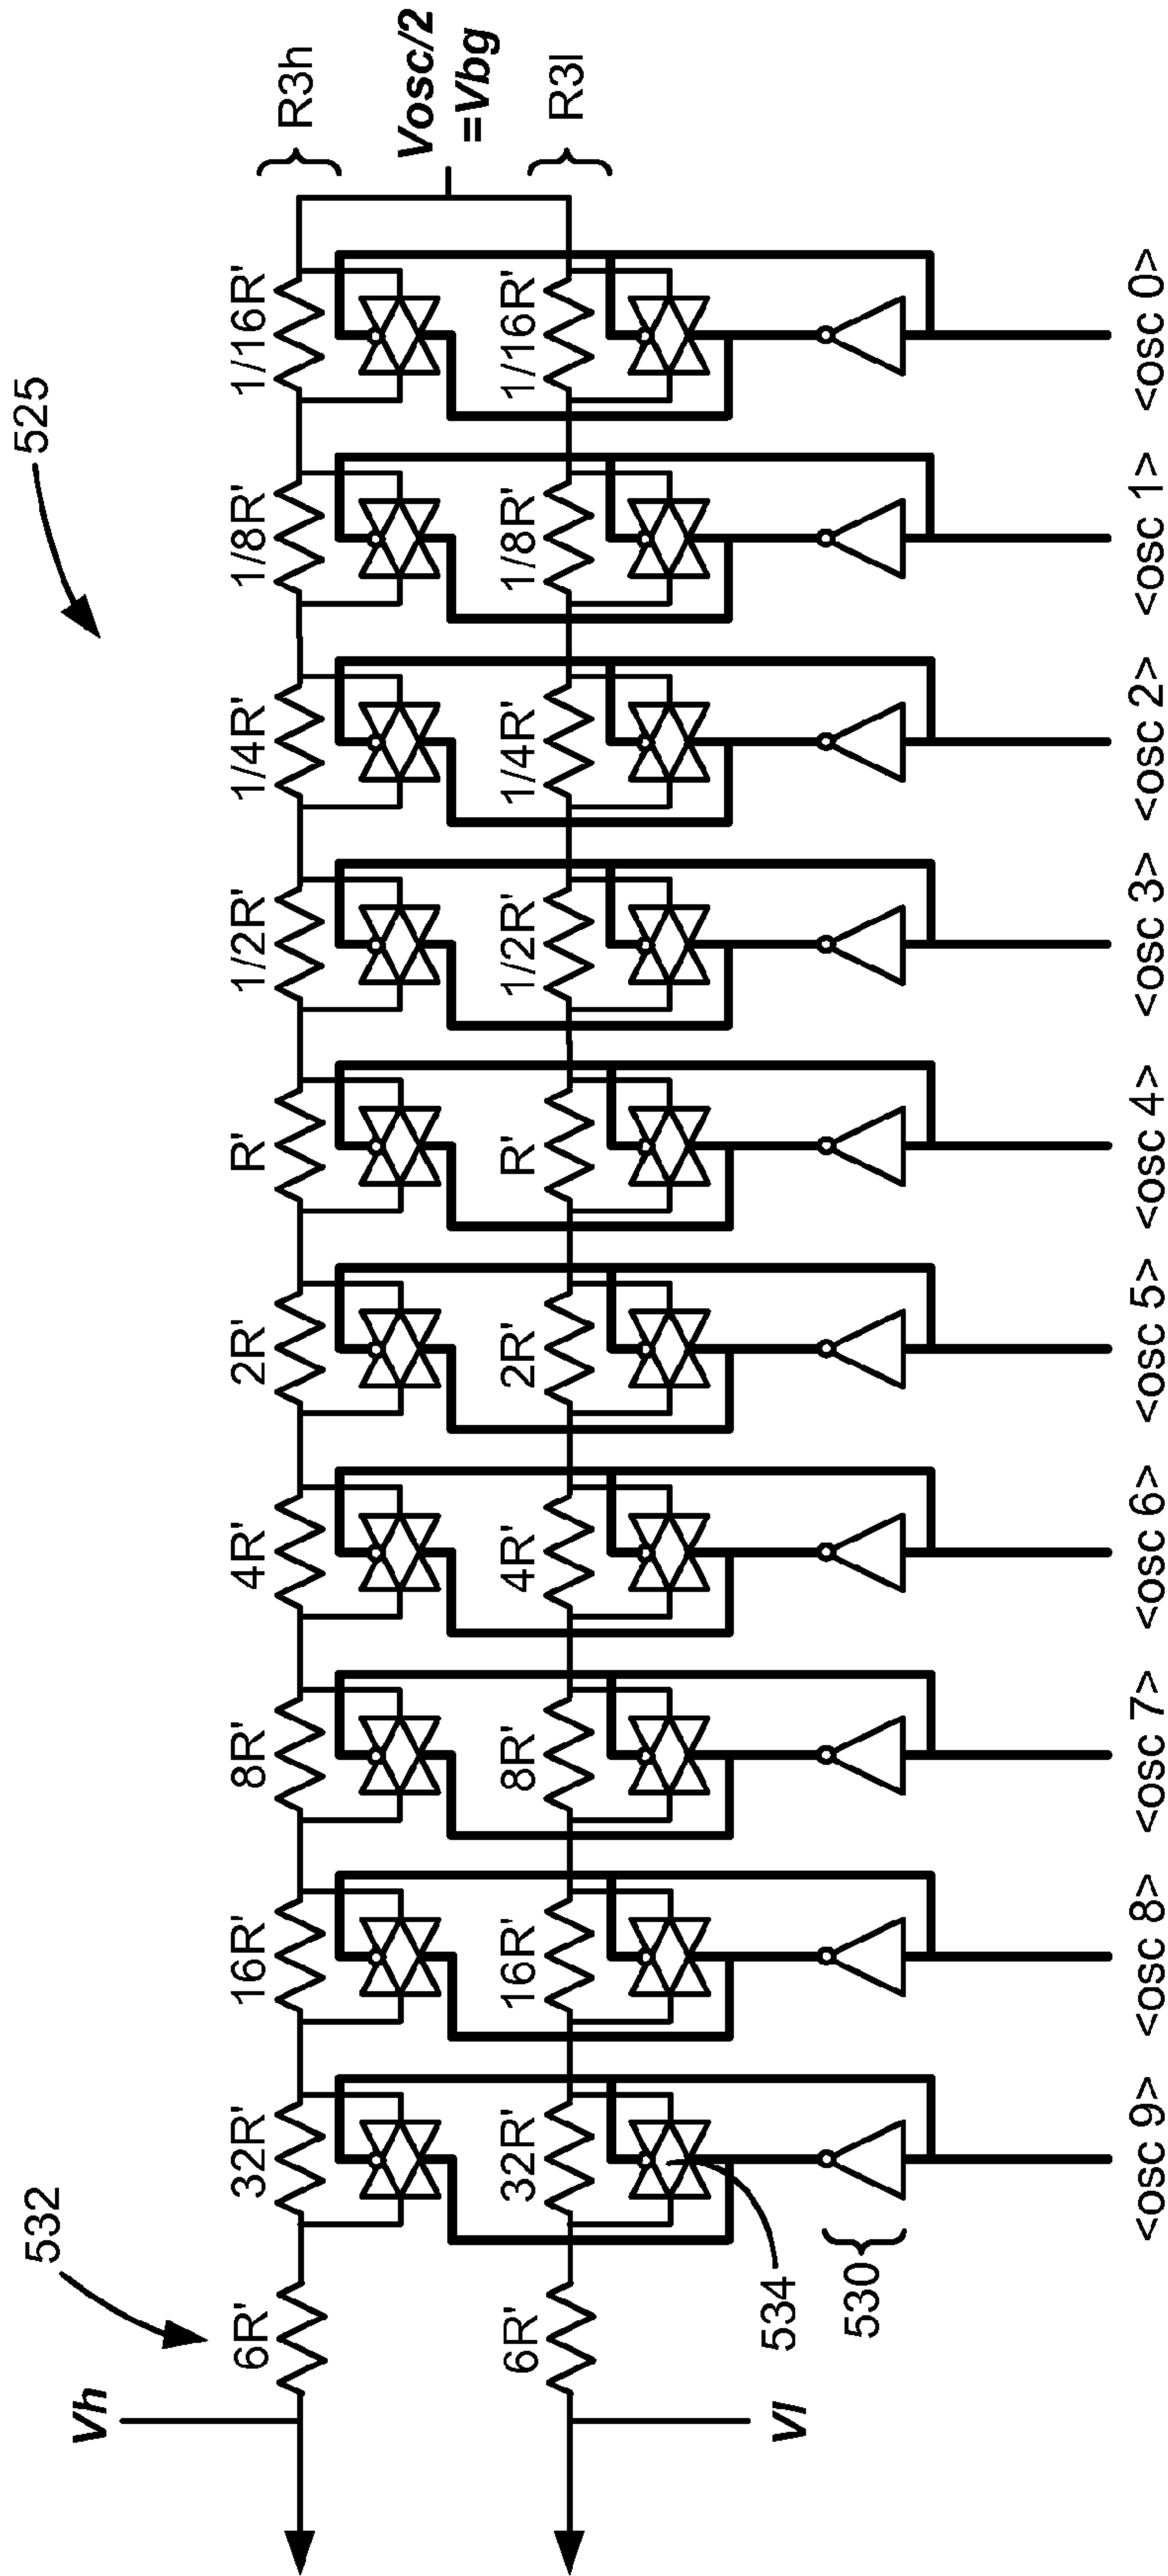 525
532
Vh
6R' 32R' 16R' 8R' 4R' 2R' R' 1/2R' 1/4R' 1/8R' 1/16R'
R3h
Vosc/2
=Vbg
6R' 32R' 16R' 8R' 4R' 2R' R' 1/2R' 1/4R' 1/8R' 1/16R'
R3l
Vl
534
530
<osc 9> <osc 8> <osc 7> <osc 6> <osc 5> <osc 4> <osc 3> <osc 2> <osc 1> <osc 0>